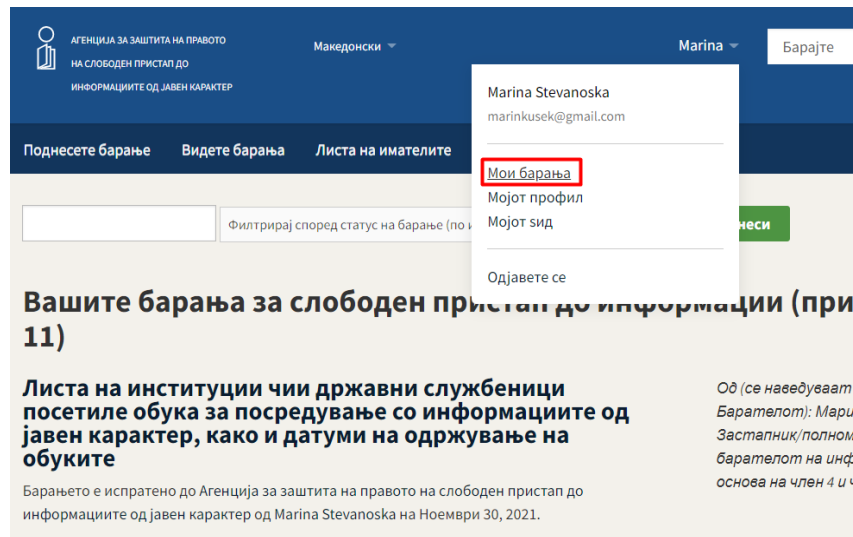 АГЕНЦИЈА ЗА ЗАШТИТА НА ПРАВОТО
НА СЛОБОДЕН ПРИСТАП ДО
ИНФОРМАЦИИТЕ ОД ЈАВЕН КАРАКТЕР
Македонски
Marina
Барајте
Marina Stevanoska
marinkusek@gmail.com
Мои барања
Мојот профил
Мојот ѕид
Одјавете се
Поднесете барање
Видете барања
Листа на имателите
Филтрирај според статус на барање (по
неси
Вашите барања за слободен пристап до информации (при
11)
Листа на институции чии државни службеници
посетиле обука за посредување со информациите од
јавен карактер, како и датуми на одржување на
обуките
Барањето е испратено до Агенција за заштита на правото на слободен пристап до
информациите од јавен карактер од Marina Stevanoska на Ноември 30, 2021.
Од (се наведуваат
Барателот): Мари
Застапник/полном
барателот на инф
основа на член 4 и ч